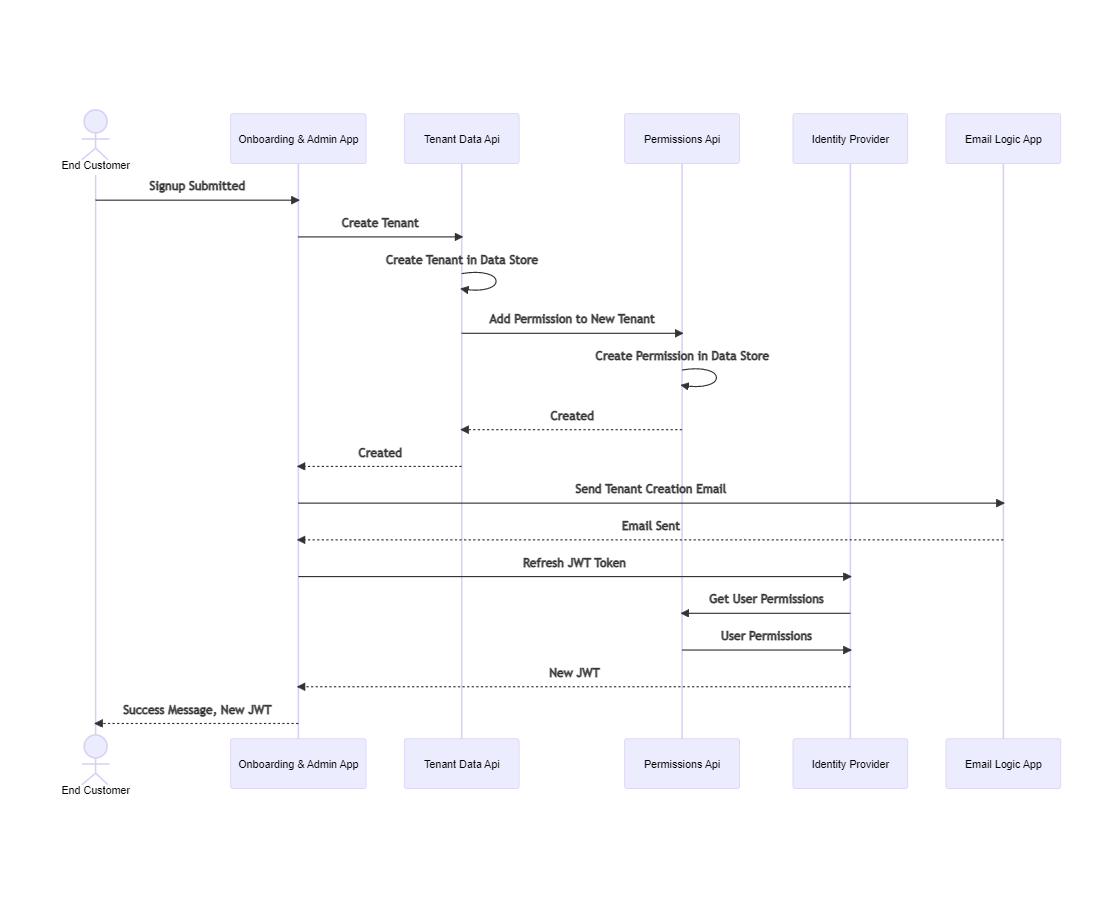 End Customer
Onboarding & Admin App
Tenant Data Api
Permissions Api
Identity Provider
Email Logic App
Signup Submitted
Create Tenant
Create Tenant in Data Store
Add Permission to New Tenant
Create Permission in Data Store
Created
Created
Send Tenant Creation Email
Email Sent
Refresh JWT Token
Get User Permissions
User Permissions
New JWT
Success Message, New JWT
End Customer
Onboarding & Admin App
Tenant Data Api
Permissions Api
Identity Provider
Email Logic App